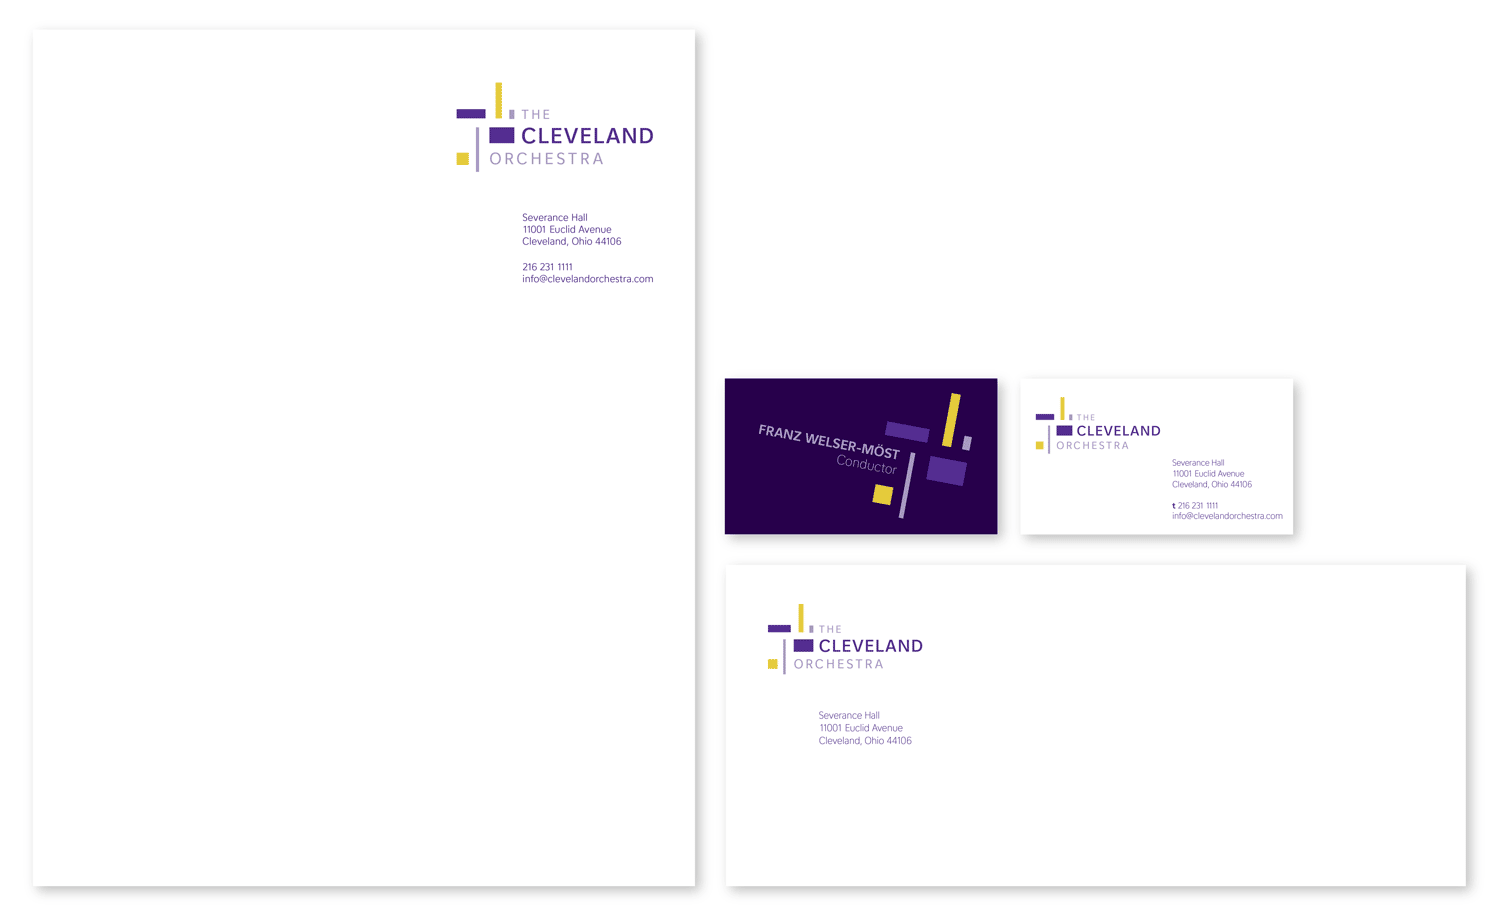 THE
CLEVELAND
ORCHESTRA
Severance Hall
11001 Euclid Avenue
Cleveland, Ohio 44106
216 231 1111
info@clevelandorchestra.com
FRANZ WELSER-MÖST
Conductor
THE
CLEVELAND
ORCHESTRA
Severance Hall
11001 Euclid Avenue
Cleveland, Ohio 44106
t 216 231 1111
info@clevelandorchestra.com
THE
CLEVELAND
ORCHESTRA
Severance Hall
11001 Euclid Avenue
Cleveland, Ohio 44106